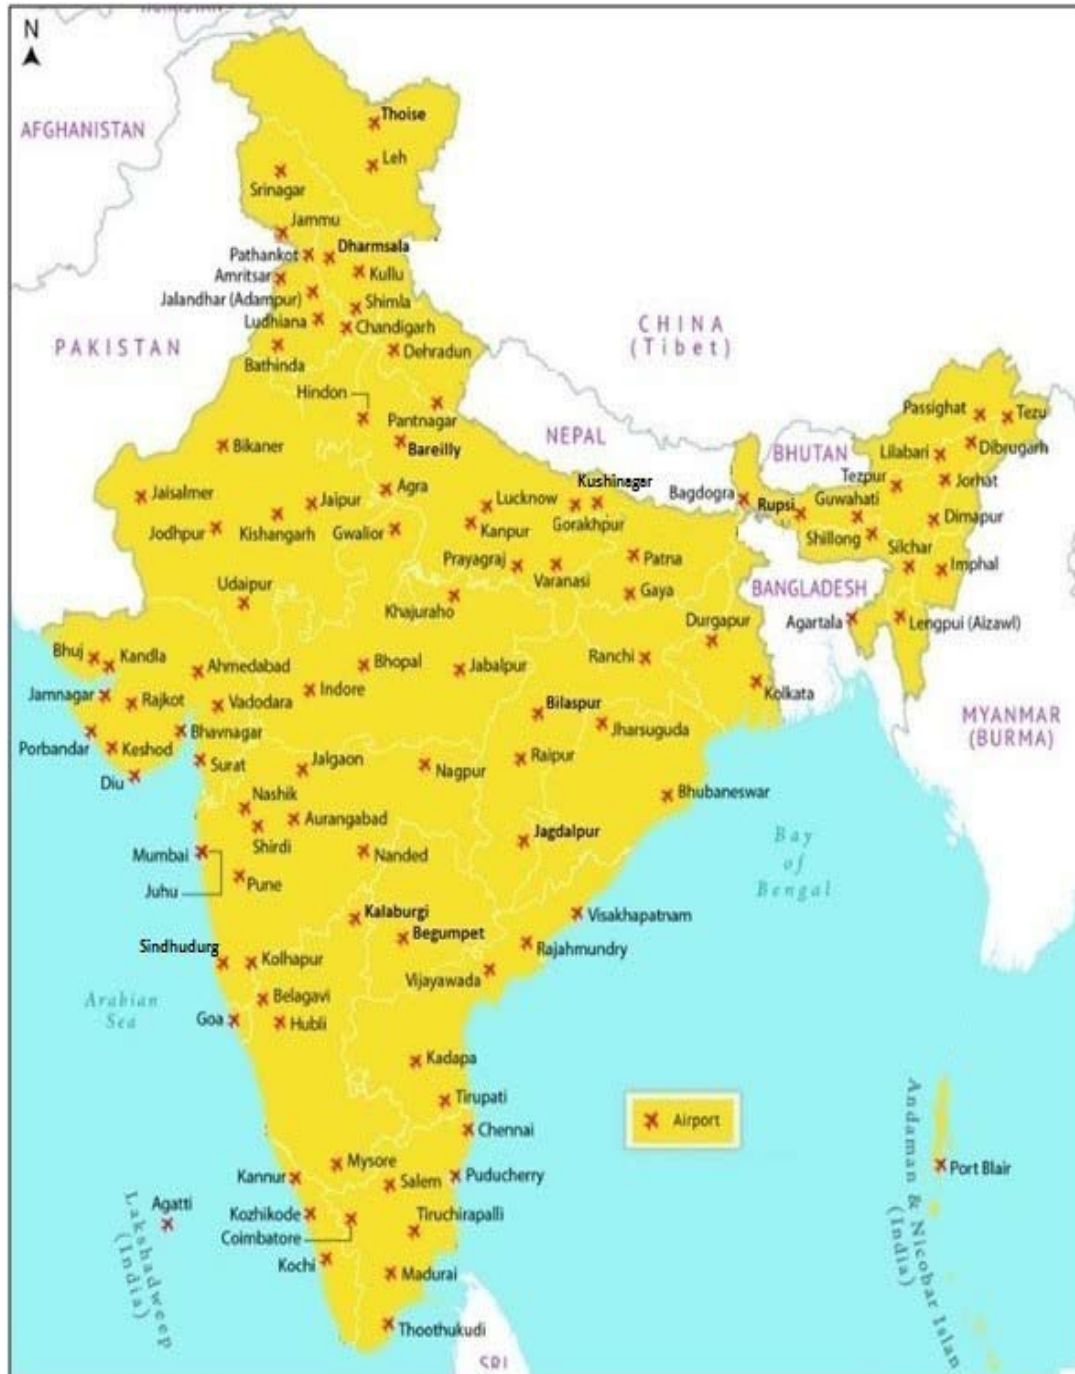 N
AFGHANISTAN
Thoise
Leh
Srinagar
Jammu
Pathankot
Dharmsala
Amritsar
Kullu
Jalandhar (Adampur)
Shimla
Ludhiana
Chandigarh
CHINA
(Tibet)
PAKISTAN
Bathinda
Dehradun
Hindon
Pantnagar
Passighat
Tezu
NEPAL
Bikaner
Bareilly
BHUTAN
Lilabari
Dibrugarh
Tezpur
Jorhat
Jaisalmer
Jaipur
Agra
Lucknow
Kushinagar
Bagdogra
Rupsi
Guwahati
Jodhpur
Kishangarh
Gwalior
Kanpur
Gorakhpur
Shillong
Dimapur
Silchar
Prayagraj
Varanasi
Patna
Imphal
Udaipur
Khajuraho
Gaya
BANGLADESH
Durgapur
Agartala
Lengpui (Aizawl)
Bhuj
Kandla
Ahmedabad
Bhopal
Jabalpur
Ranchi
Kolkata
Jamnagar
Rajkot
Vadodara
Indore
Bilaspur
Jharsuguda
MYANMAR
(BURMA)
Porbandar
Keshod
Bhavnagar
Diu
Surat
Jalgaon
Nagpur
Raipur
Nashik
Bhubaneswar
Aurangabad
Shirdi
Jagdalpur
Bay
of
Bengal
Mumbai
Juhu
Pune
Nanded
Kalaburgi
Visakhapatnam
Begumpet
Sindhudurg
Kolhapur
Rajahmundry
Vijayawada
Arabian
Sea
Belagavi
Goa
Hubli
Kadapa
Tirupati
Airport
Chennai
Mysore
Kannur
Salem
Puducherry
Port Blair
Agatti
Kozhikode
Tiruchirapalli
Coimbatore
Kochi
Madurai
Thoothukudi
Lakshadweep
(India)
Andaman & Nicobar Islan
(India)
SRI